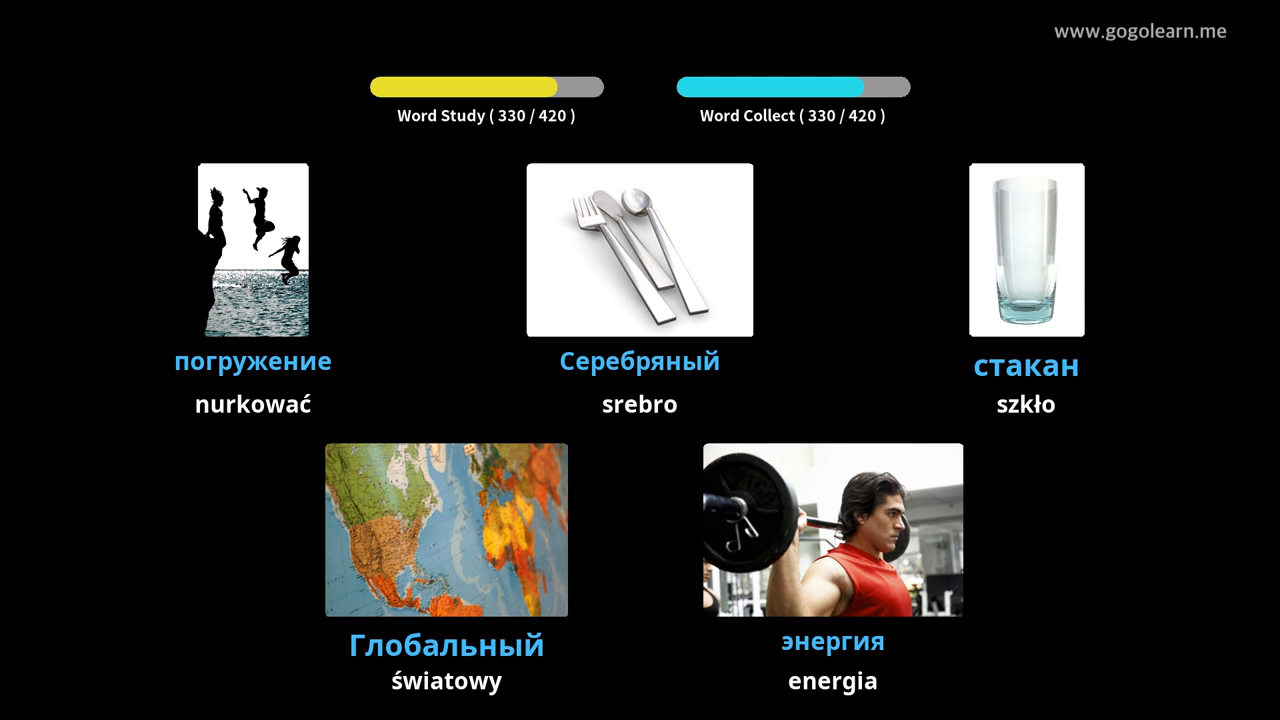 www.gogolearn.me
Word Study ( 330 / 420 )
Word Collect ( 330 / 420 )
погружение
Серебряный
стакан
nurkować
srebro
szkło
Глобальный
энергия
światowy
energia